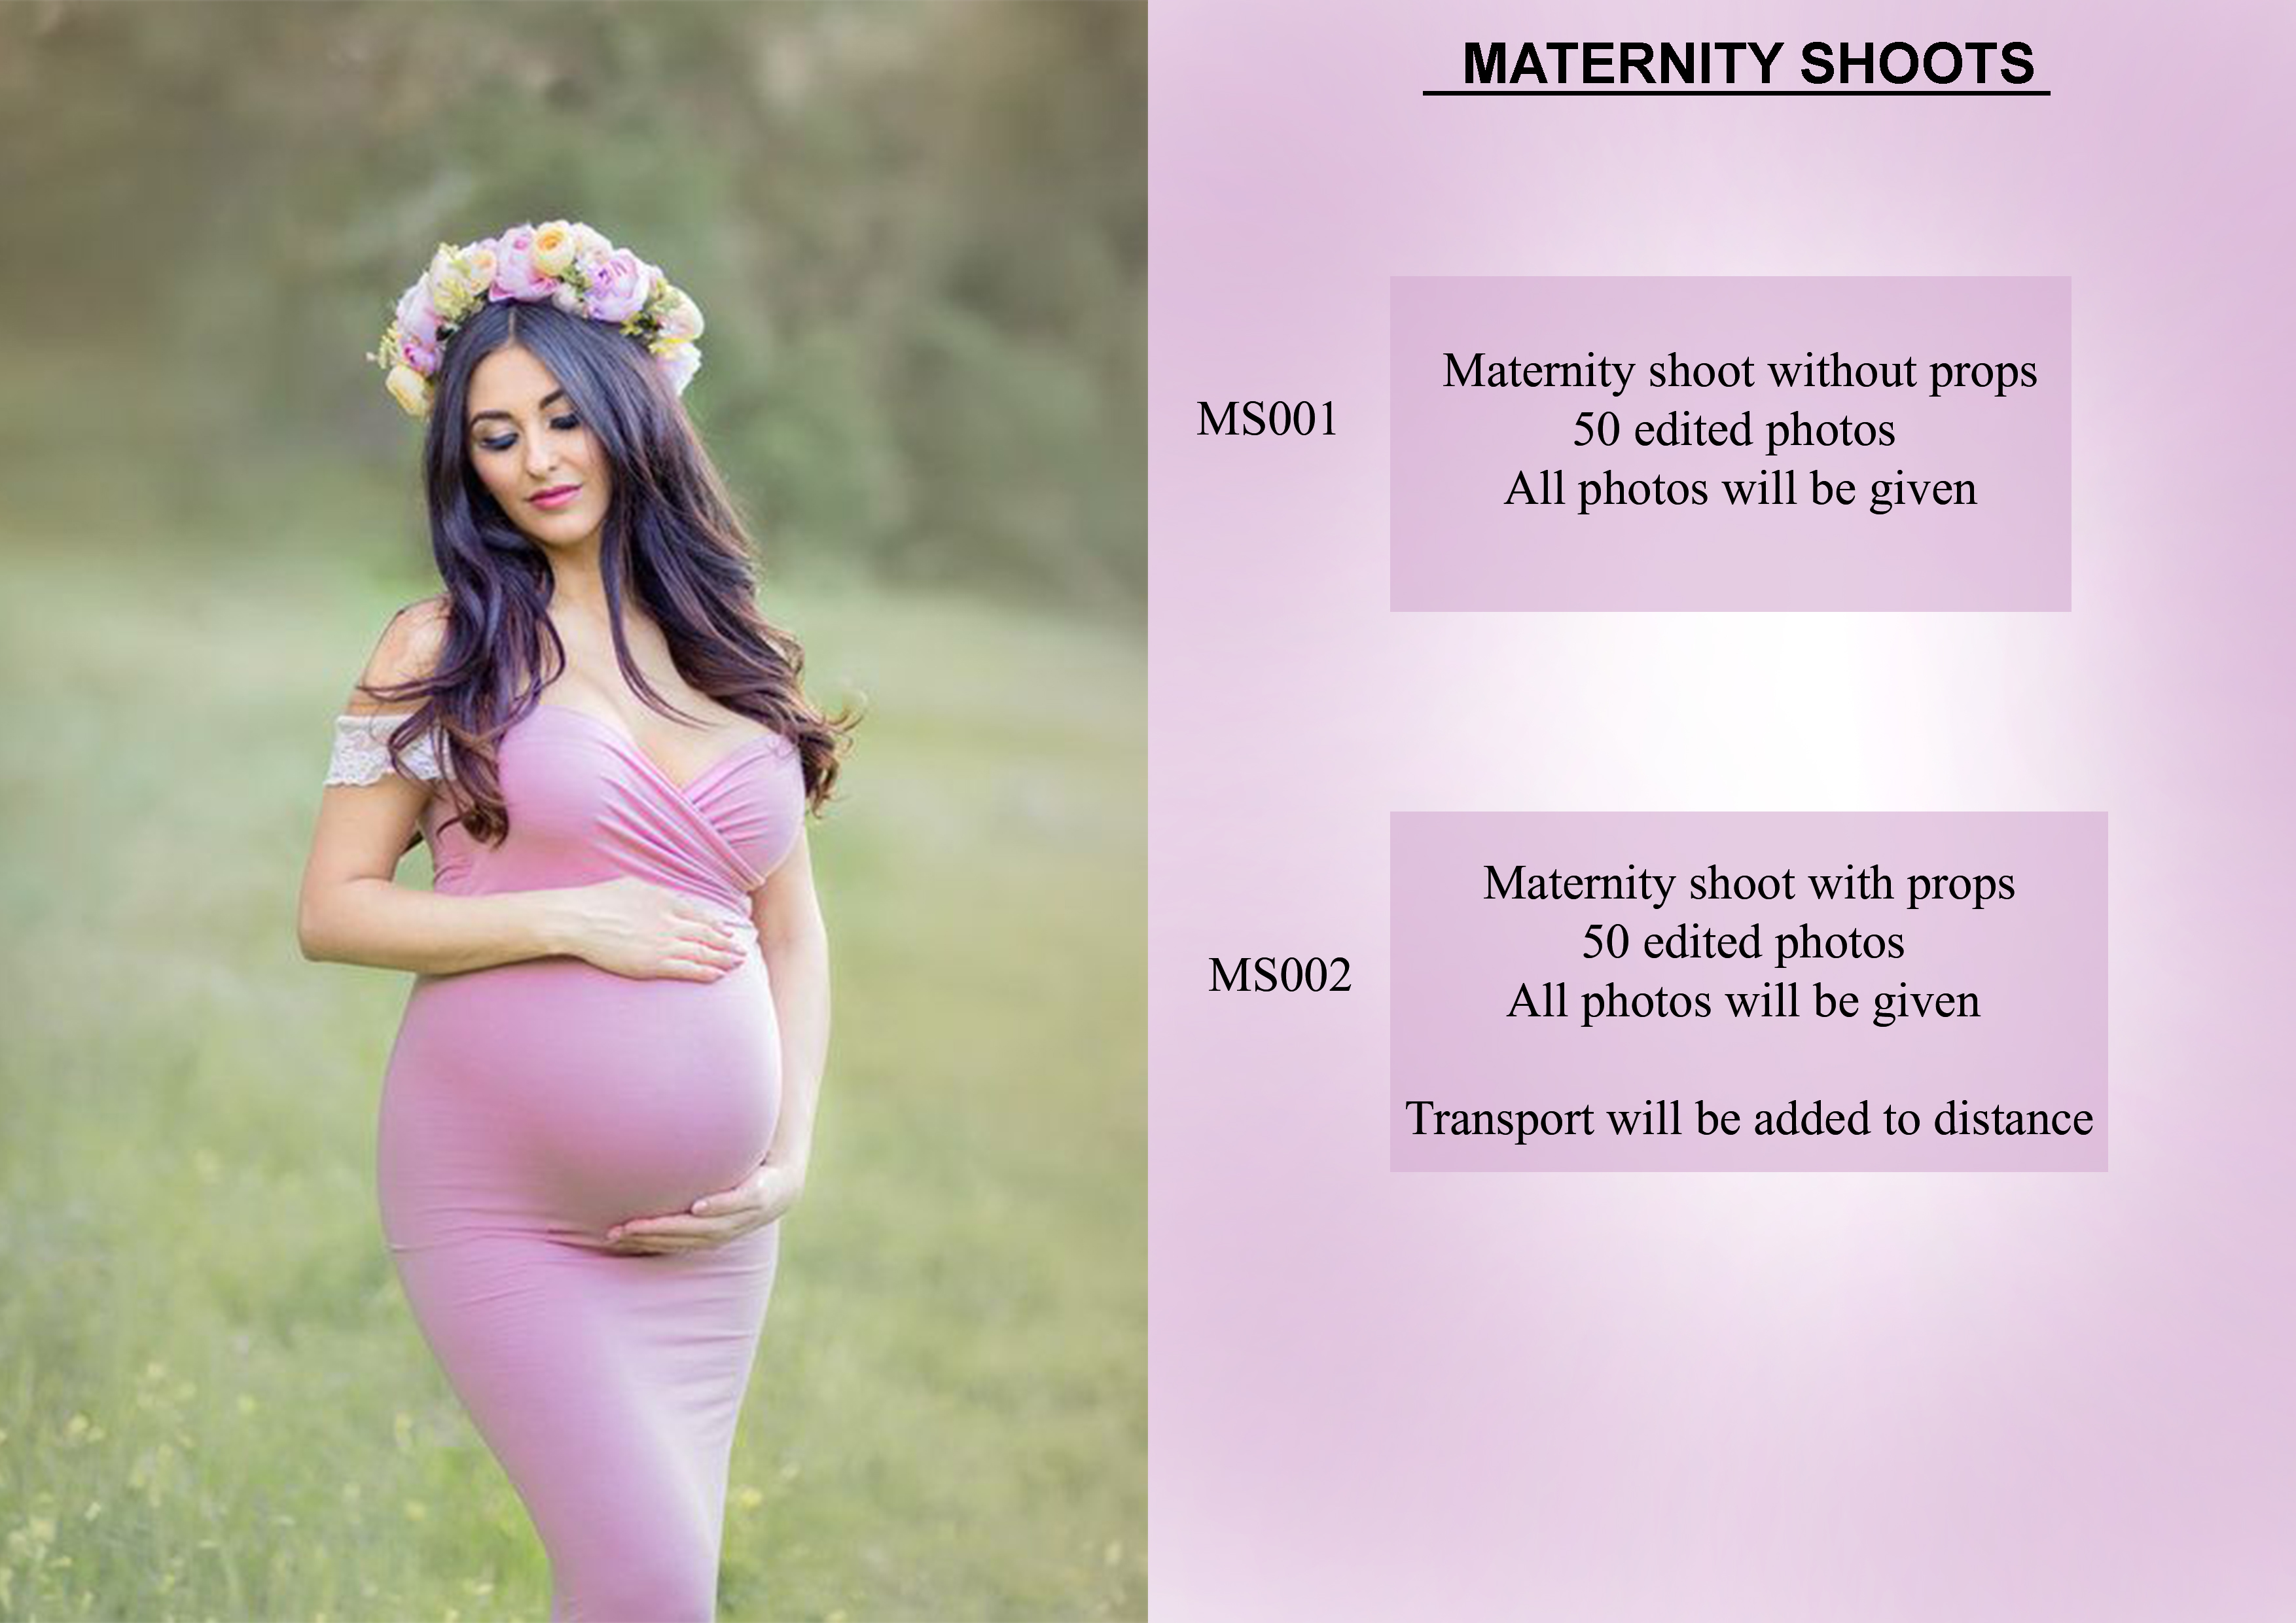 MATERNITY SHOOTS
MS001
Maternity shoot without props
50 edited photos
All photos will be given
MS002
Maternity shoot with props
50 edited photos
All photos will be given
Transport will be added to distance